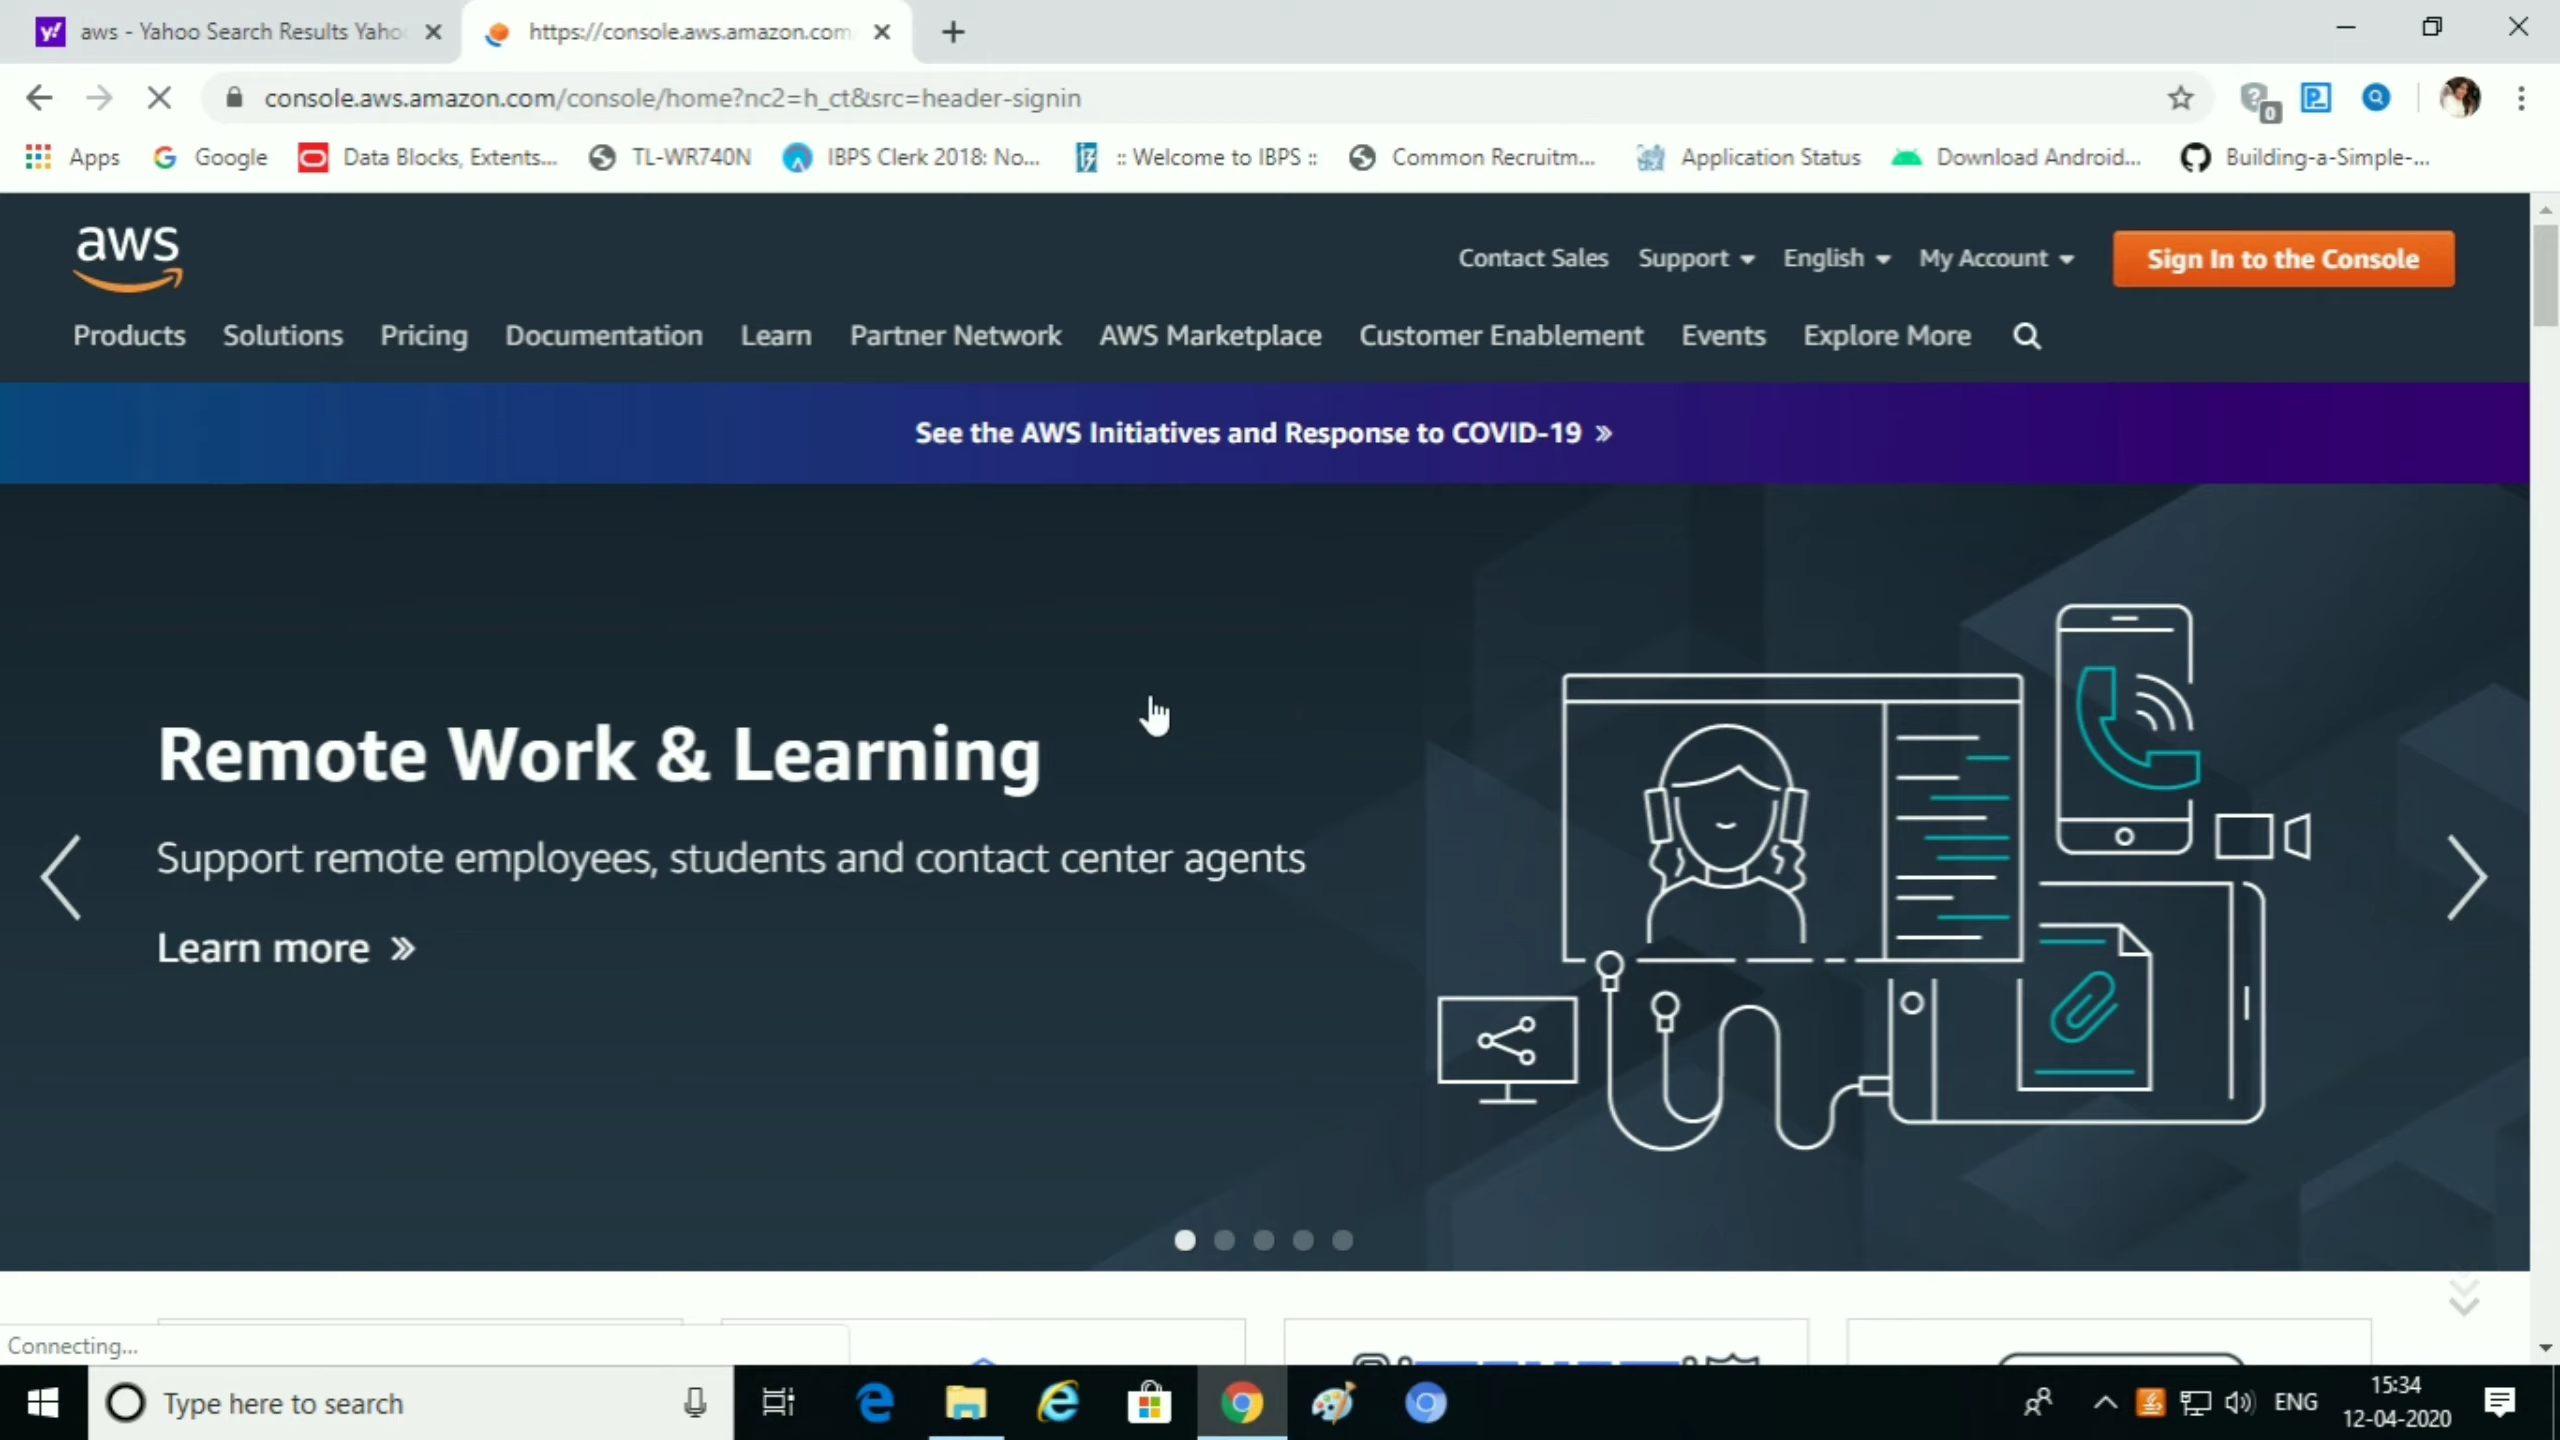 aws - Yahoo Search Results Yaho
https://console.aws.amazon.com
console.aws.amazon.com/console/home?nc2=h_ct&src=header-signin
0
Apps
Google
Data Blocks, Extents...
TL-WR740N
IBPS Clerk 2018: No...
:: Welcome to IBPS ::
Common Recruitm...
Application Status
Download Android...
Building-a-Simple-...
aws
Contact Sales
Support
English
My Account
Sign In to the Console
Products
Solutions
Pricing
Documentation
Learn
Partner Network
AWS Marketplace
Customer Enablement
Events
Explore More
See the AWS Initiatives and Response to COVID-19 »
Remote Work & Learning
Support remote employees, students and contact center agents
Learn more »
Connecting...
Type here to search
ENG
15:34
12-04-2020